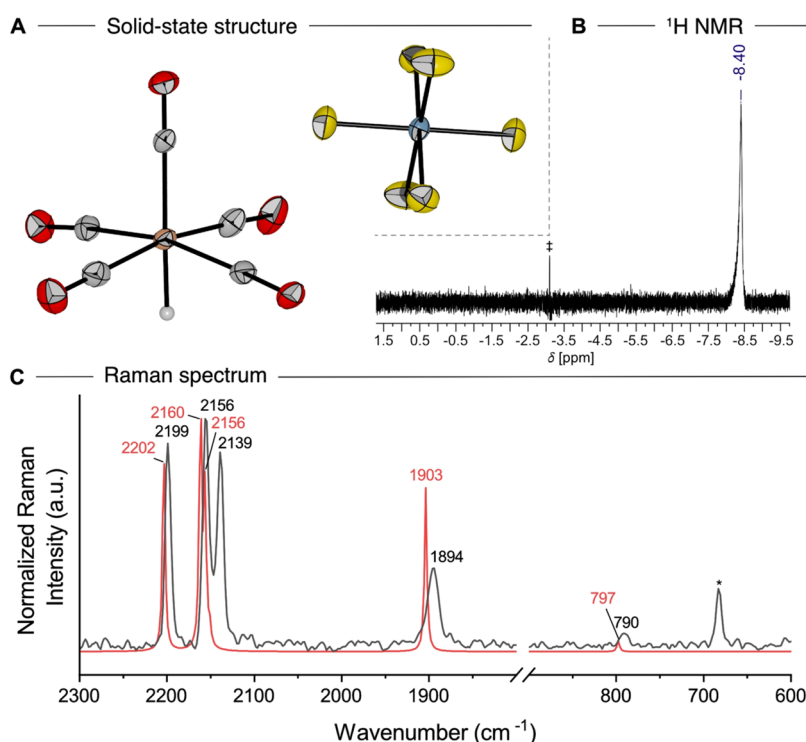 A Solid-state structure
B ¹H NMR
-8.40
‡
1.5 0.5 -0.5 -1.5 -2.5 -3.5 -4.5 -5.5 -6.5 -7.5 -8.5 -9.5
δ [ppm]
C Raman spectrum
2160 2156
2202 2199 2156
2139
1903
1894
797 790 *
Normalized Raman
Intensity (a.u.)
2300 2200 2100 2000 1900 800 700 600
Wavenumber (cm⁻¹)